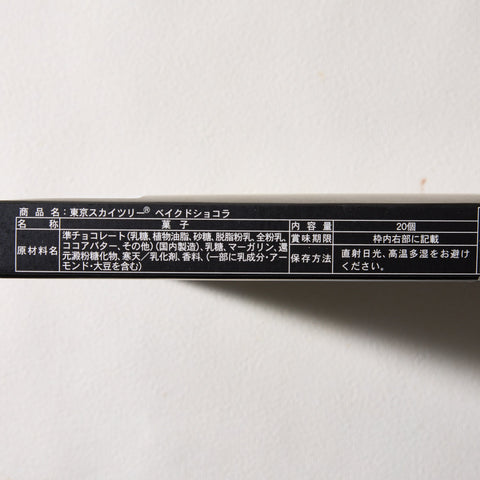 商品名:東京スカイツリー® ベイクドショコラ
名称 菓子
原材料名 準チョコレート(乳糖、植物油脂、砂糖、脱脂粉乳、全粉乳、
ココアバター、その他)(国内製造)、乳糖、マーガリン、還
元澱粉糖化物、寒天/乳化剤、香料、(一部に乳成分・アー
モンド・大豆を含む)
内容量 20個
賞味期限 枠内右部に記載
保存方法 直射日光、高温多湿をお避け
ください。